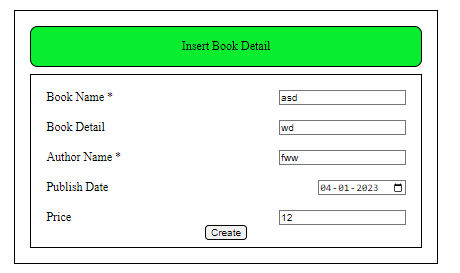 Insert Book Detail
Book Name * asd
Book Detail wd
Author Name * fww
Publish Date 04-01-2023
Price 12
Create